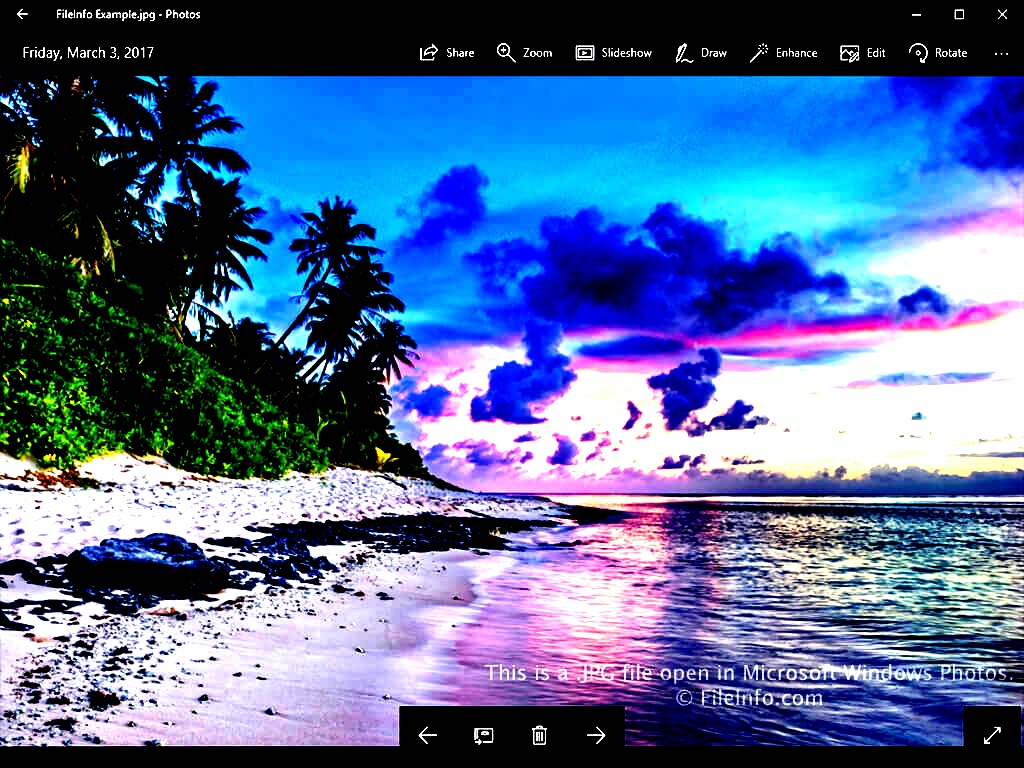 FileInfo Example.jpg - Photos
Friday, March 3, 2017
Share
Zoom
Slideshow
Draw
Enhance
Edit
Rotate
This is a .JPG file open in Microsoft Windows Photos.
© FileInfo.com